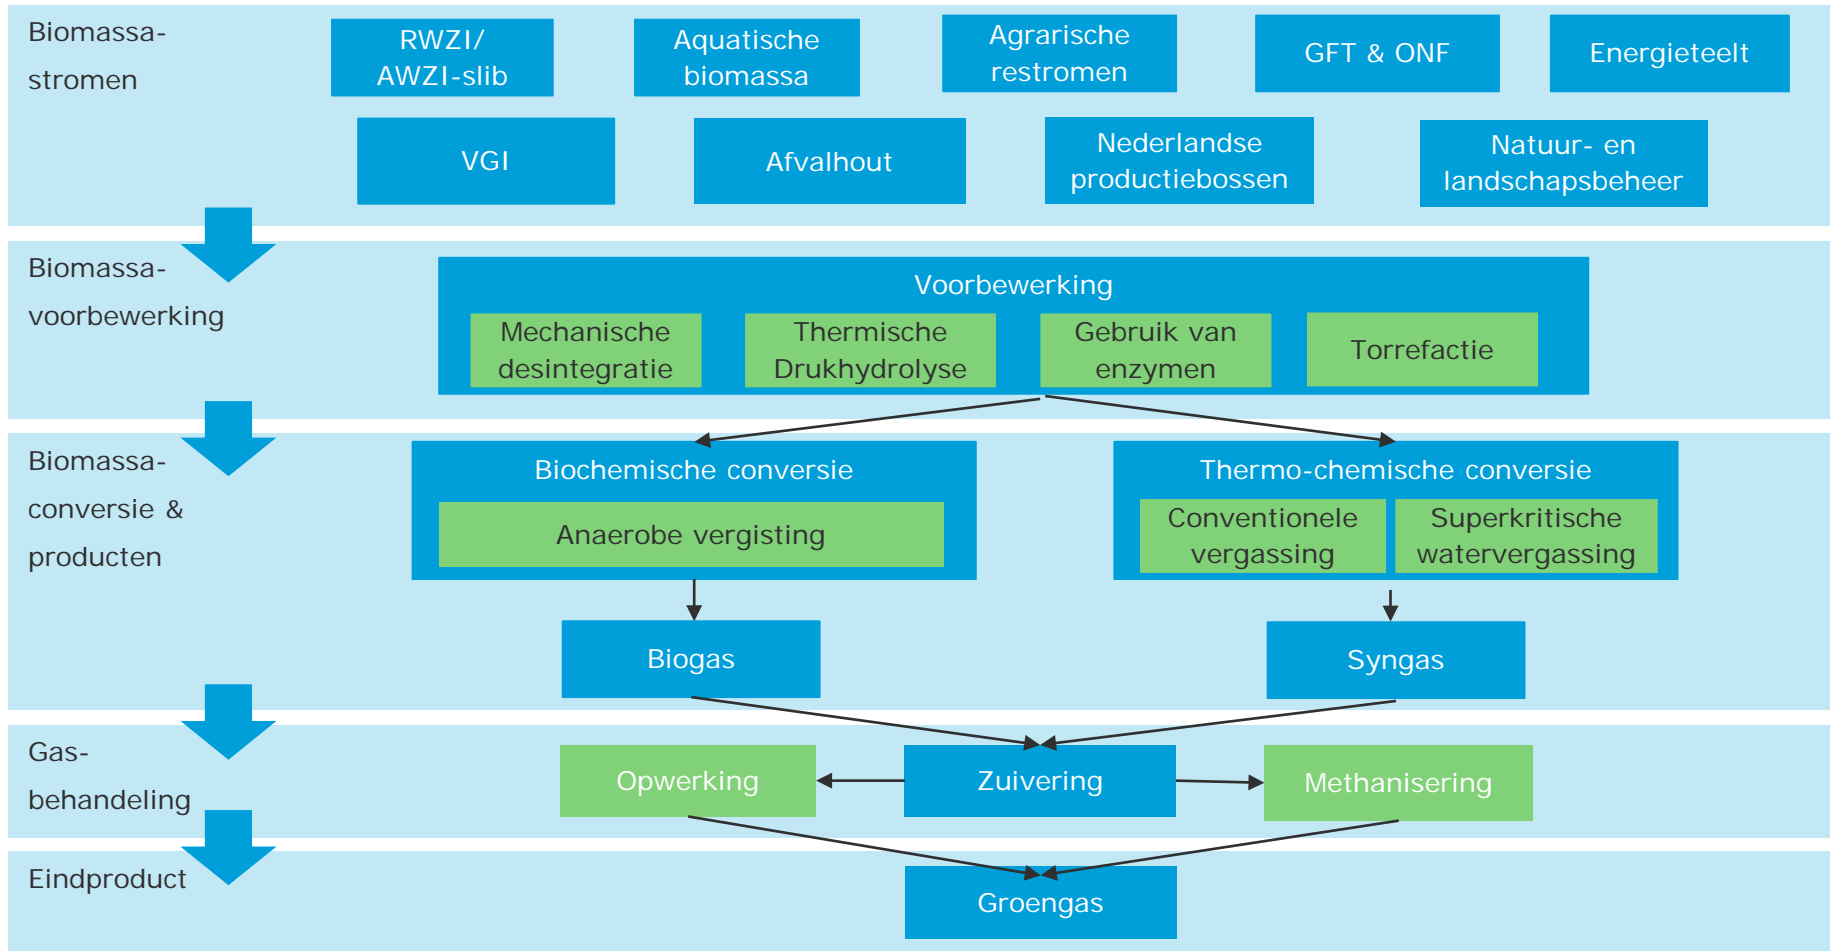 Biomassa-
stromen
RWZI/
AWZI-slib
Aquatische
biomassa
Agrarische
restromen
GFT & ONF
Energieteelt
VGI
Afvalhout
Nederlandse
productiebossen
Natuur- en
landschapsbeheer
Biomassa-
voorbewerking
Voorbewerking
Mechanische
desintegratie
Thermische
Drukhydrolyse
Gebruik van
enzymen
Torrefactie
Biomassa-
conversie &
producten
Biochemische conversie
Anaerobe vergisting
Thermo-chemische conversie
Conventionele
vergassing
Superkritische
watervergassing
Biogas
Syngas
Gas-
behandeling
Opwerking
Zuivering
Methanisering
Eindproduct
Groengas